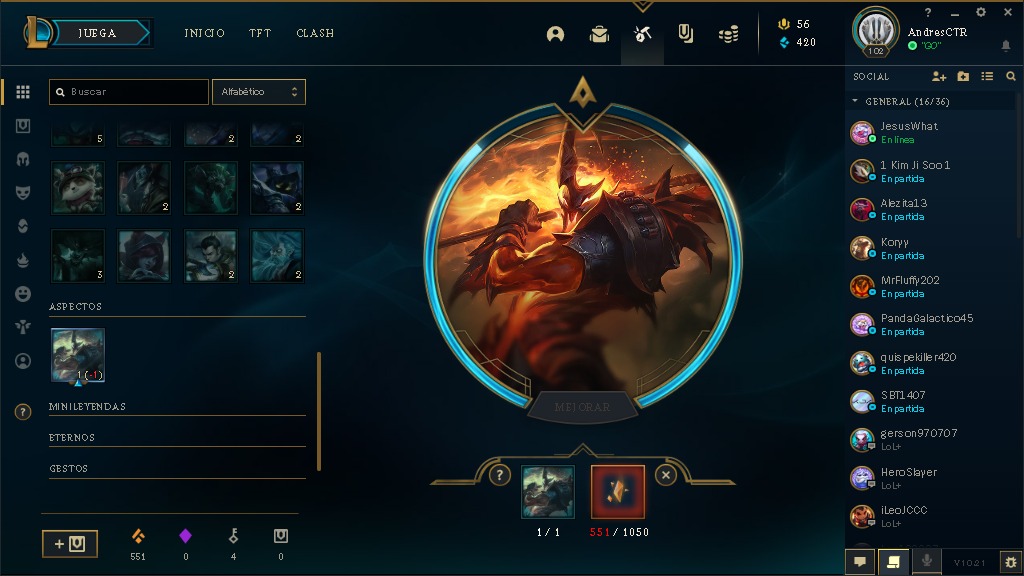 JUEGA
INICIO
TFT
CLASH
56
420
?
AndresCTR
"GO"
102
Buscar
Alfabético
5
2
2
2
2
3
2
2
ASPECTOS
1 (-1)
MINILEYENDAS
ETERNOS
GESTOS
?
+
551
0
4
0
MEJORAR
?
1 / 1
551 / 1050
SOCIAL
GENERAL (16/36)
JesusWhat
En línea
1 Kim Ji Soo 1
En partida
Alezita13
En partida
Koryy
En partida
MrFluffy202
En partida
PandaGalactico45
En partida
quispekiller420
En partida
SBT1407
En partida
gerson970707
LoL+
HeroSlayer
LoL+
iLeoJCCC
LoL+
V10.21